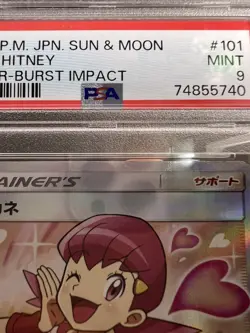 P.M. JPN. SUN & MOON #101
HITNEY MINT
R-BURST IMPACT 9
PSA 74855740
AINER'S サポート
ネ